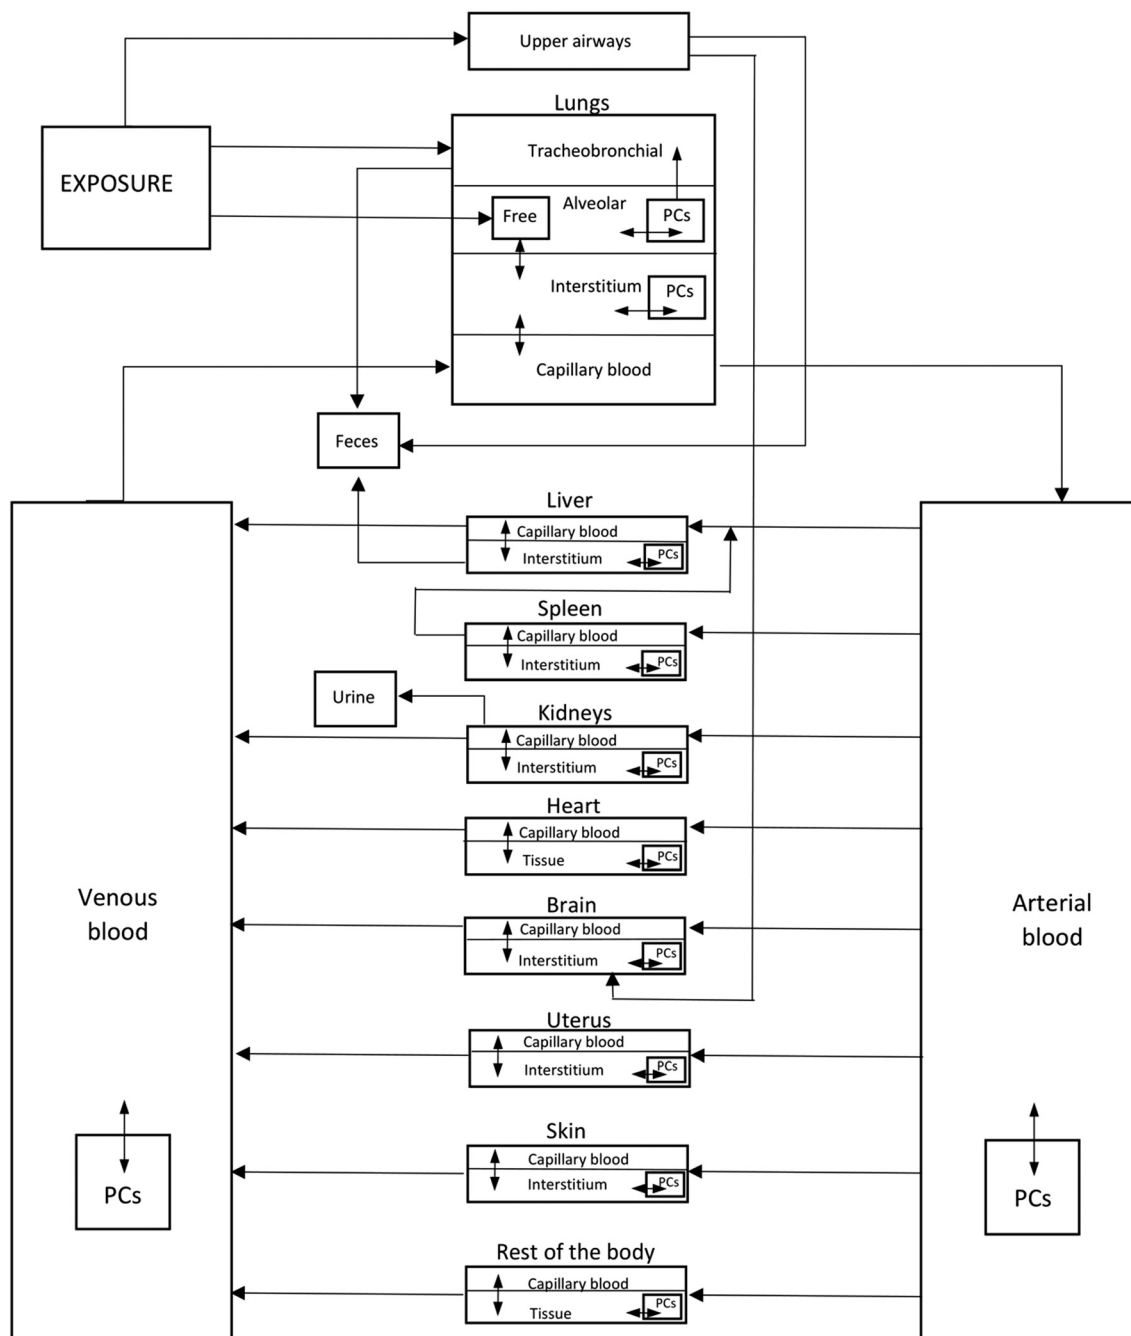 Upper airways
Lungs
EXPOSURE
Tracheobronchial
Alveolar
Free
PCs
Interstitium
PCs
Capillary blood
Feces
Liver
Capillary blood
Interstitium
PCs
Spleen
Capillary blood
Interstitium
PCs
Urine
Kidneys
Capillary blood
Interstitium
PCs
Heart
Capillary blood
Tissue
PCs
Venous
blood
Arterial
blood
Brain
Capillary blood
Interstitium
PCs
Uterus
Capillary blood
Interstitium
PCs
Skin
Capillary blood
Interstitium
PCs
PCs
PCs
Rest of the body
Capillary blood
Tissue
PCs